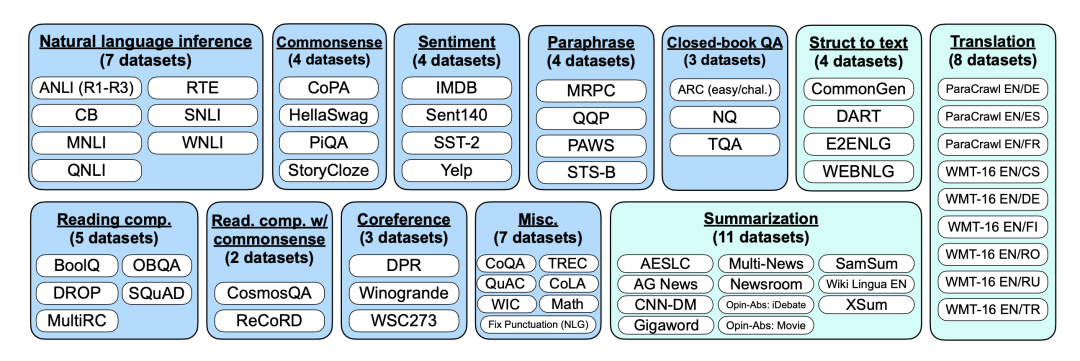 Natural language inference
(7 datasets)
ANLI (R1-R3)
RTE
CB
SNLI
MNLI
WNLI
QNLI
Commonsense
(4 datasets)
CoPA
HellaSwag
PiQA
StoryCloze
Sentiment
(4 datasets)
IMDB
Sent140
SST-2
Yelp
Paraphrase
(4 datasets)
MRPC
QQP
PAWS
STS-B
Closed-book QA
(3 datasets)
ARC (easy/chal.)
NQ
TQA
Struct to text
(4 datasets)
CommonGen
DART
E2ENLG
WEBNLG
Translation
(8 datasets)
ParaCrawl EN/DE
ParaCrawl EN/ES
ParaCrawl EN/FR
WMT-16 EN/CS
WMT-16 EN/DE
WMT-16 EN/FI
WMT-16 EN/RO
WMT-16 EN/RU
WMT-16 EN/TR
Reading comp.
(5 datasets)
BoolQ
OBQA
DROP
SQuAD
MultiRC
Read. comp. w/
commonsense
(2 datasets)
CosmosQA
ReCoRD
Coreference
(3 datasets)
DPR
Winogrande
WSC273
Misc.
(7 datasets)
CoQA
TREC
QuAC
CoLA
WIC
Math
Fix Punctuation (NLG)
Summarization
(11 datasets)
AESLC
Multi-News
SamSum
AG News
Newsroom
Wiki Lingua EN
CNN-DM
Opin-Abs: iDebate
XSum
Gigaword
Opin-Abs: Movie